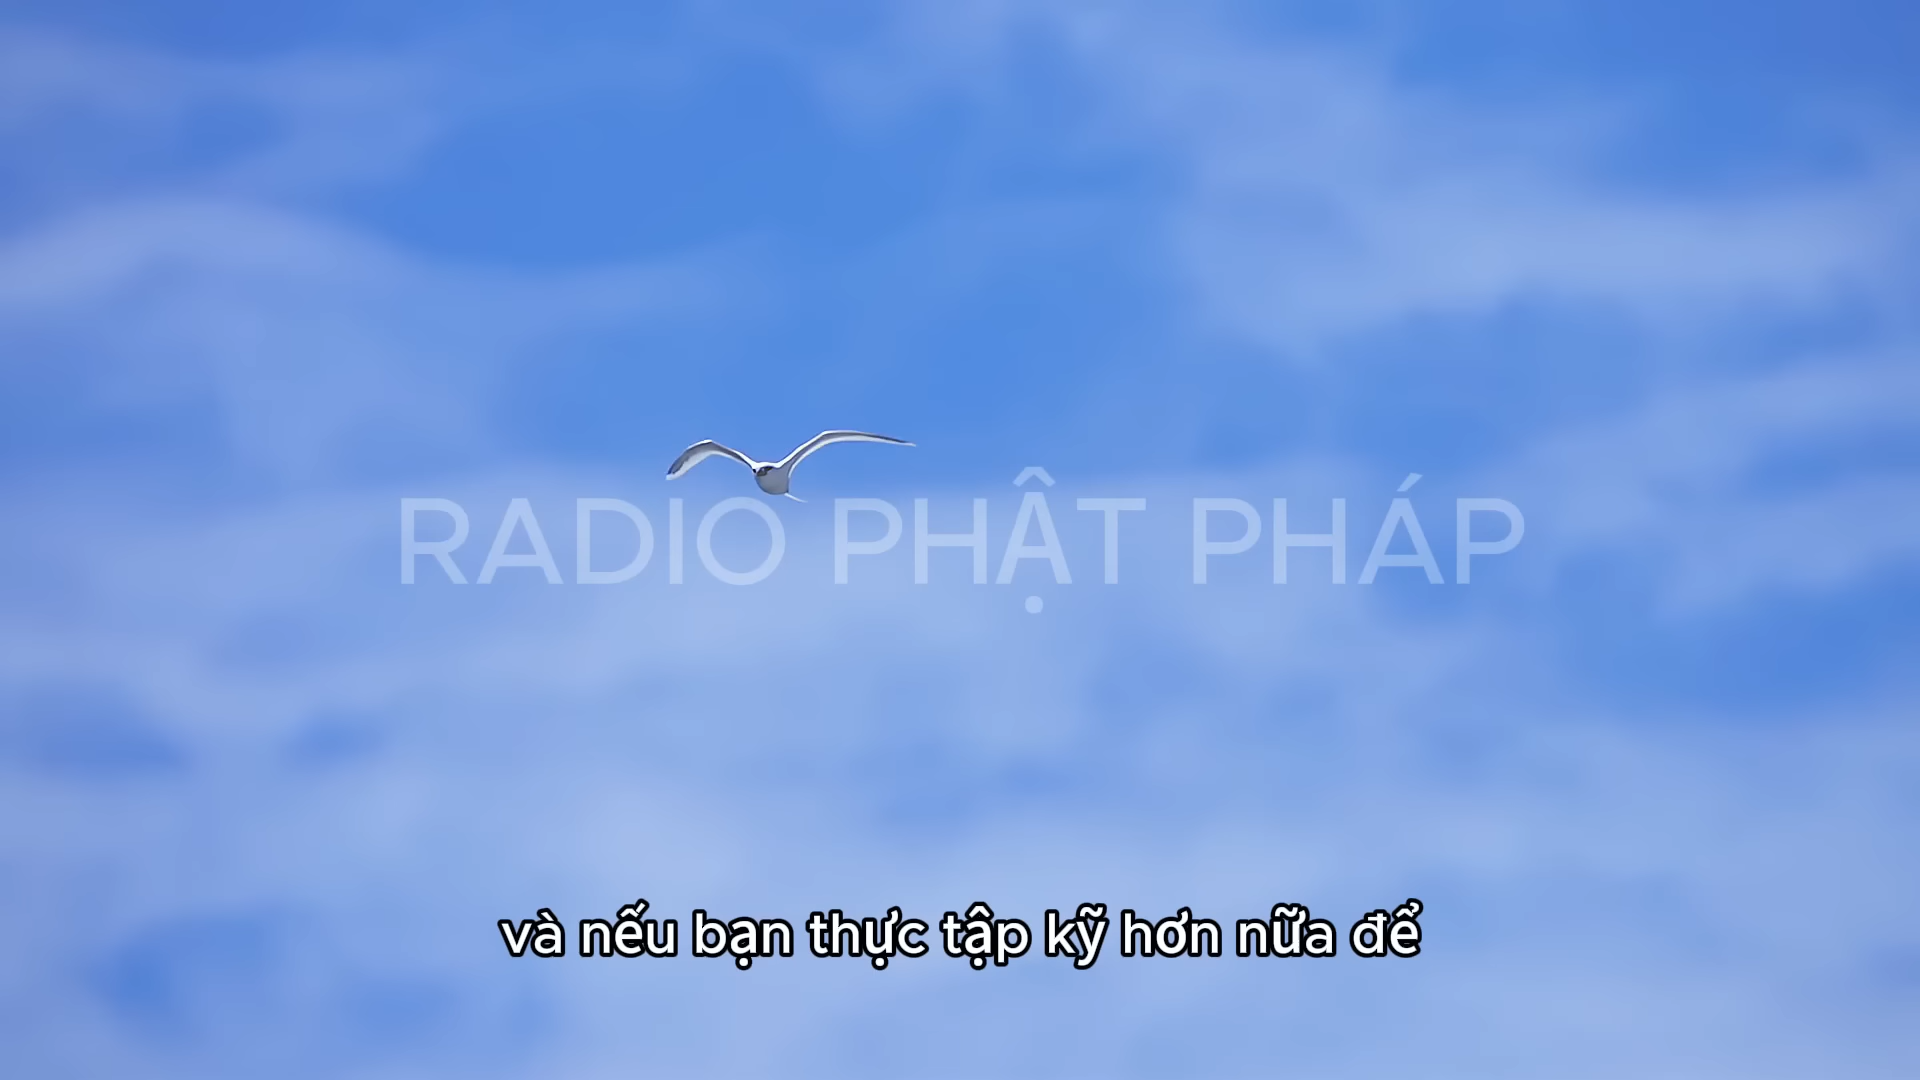 RADIO PHẬT PHÁP
và nếu bạn thực tập kỹ hơn nữa để